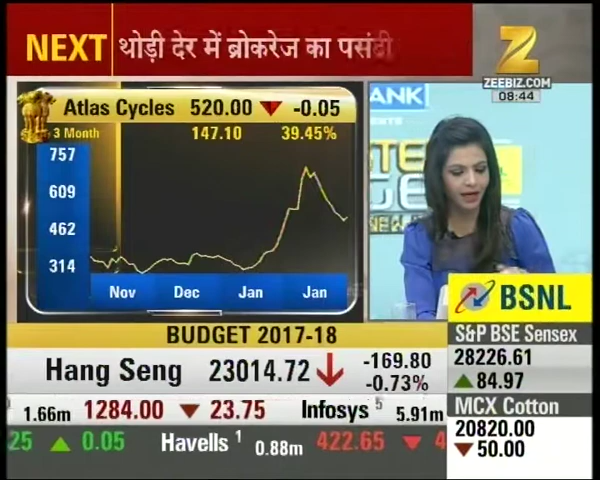 NEXT थोड़ी देर में ब्रोकरेज का
ZEEBIZ.COM
08:44
Atlas Cycles 520.00 -0.05
3 Month 147.10 39.45%
757
609
462
314
Nov Dec Jan Jan
ANK
BSNL
BUDGET 2017-18
S&P BSE Sensex
28226.61
84.97
Hang Seng 23014.72 -169.80
-0.73%
MCX Cotton
20820.00
50.00
1.66m 1284.00 23.75 Infosys 5 5.91m
25 0.05 Havells 1 0.88m 422.65 4